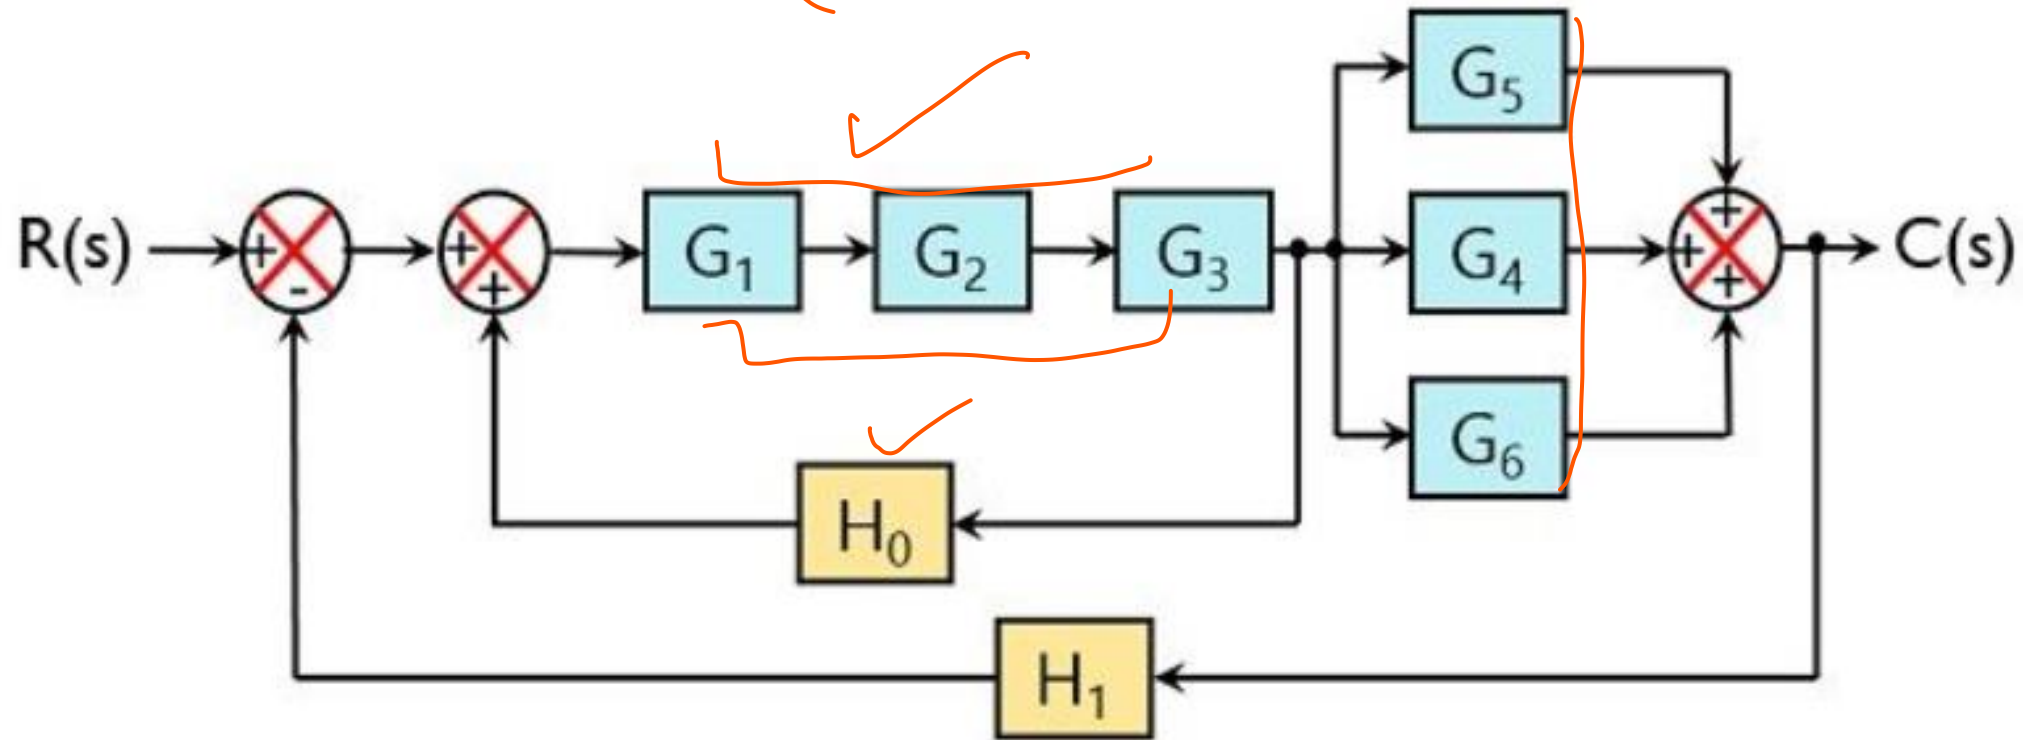 G₅
R(s) + - + + G₁ G₂ G₃ G₄ + + + C(s)
G₆
H₀
H₁